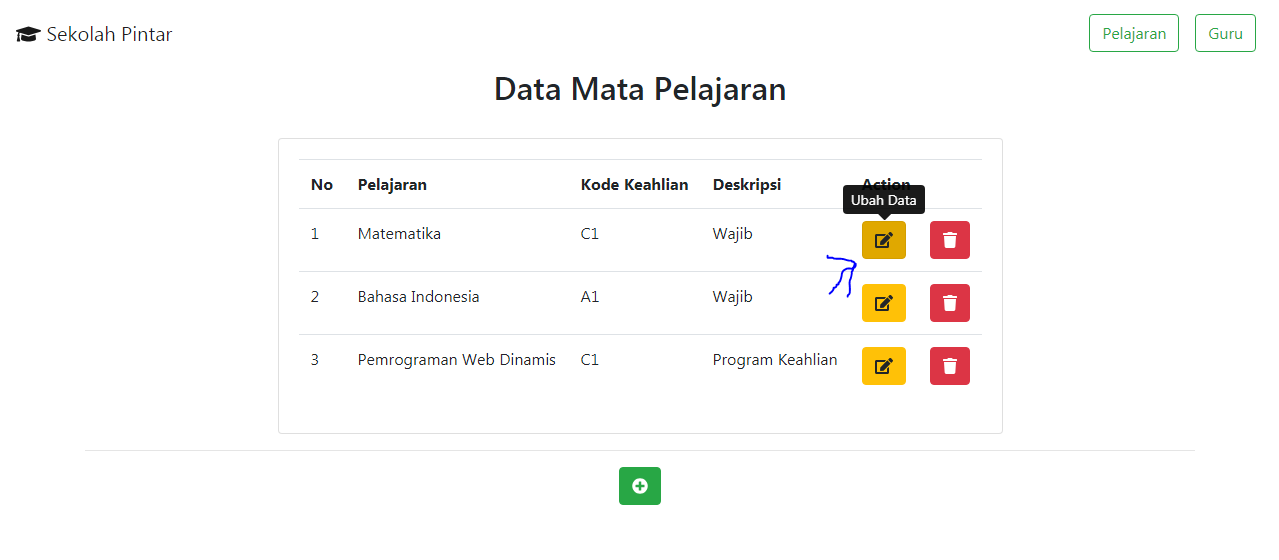 Sekolah Pintar Pelajaran Guru
Data Mata Pelajaran
No Pelajaran Kode Keahlian Deskripsi Action
Ubah Data
1 Matematika C1 Wajib
2 Bahasa Indonesia A1 Wajib
3 Pemrograman Web Dinamis C1 Program Keahlian